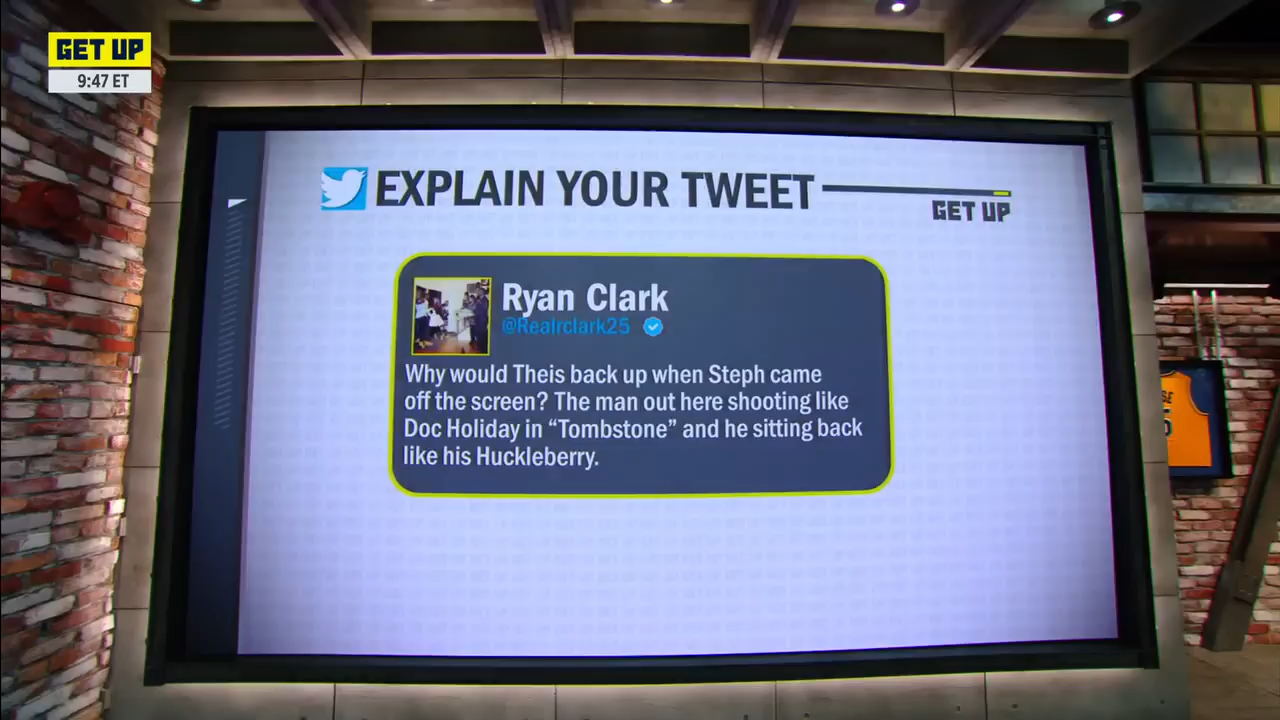 GET UP
9:47 ET
EXPLAIN YOUR TWEET
GET UP
Ryan Clark
@Realrclark25
Why would Theis back up when Steph came
off the screen? The man out here shooting like
Doc Holiday in “Tombstone” and he sitting back
like his Huckleberry.